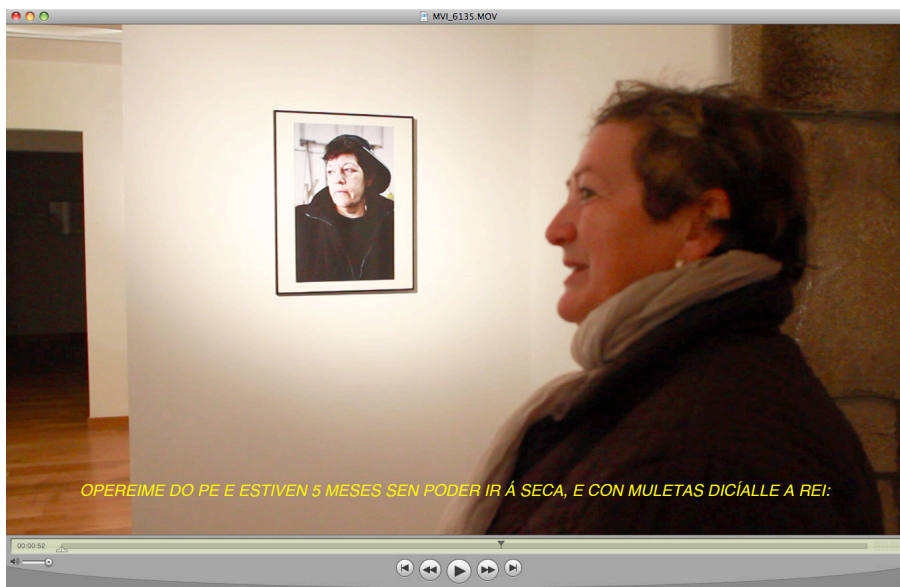 MVI_6135.MOV
OPEREIME DO PE E ESTIVEN 5 MESES SEN PODER IR Á SECA, E CON MULETAS DICÍALLE A REI:
00:00:52